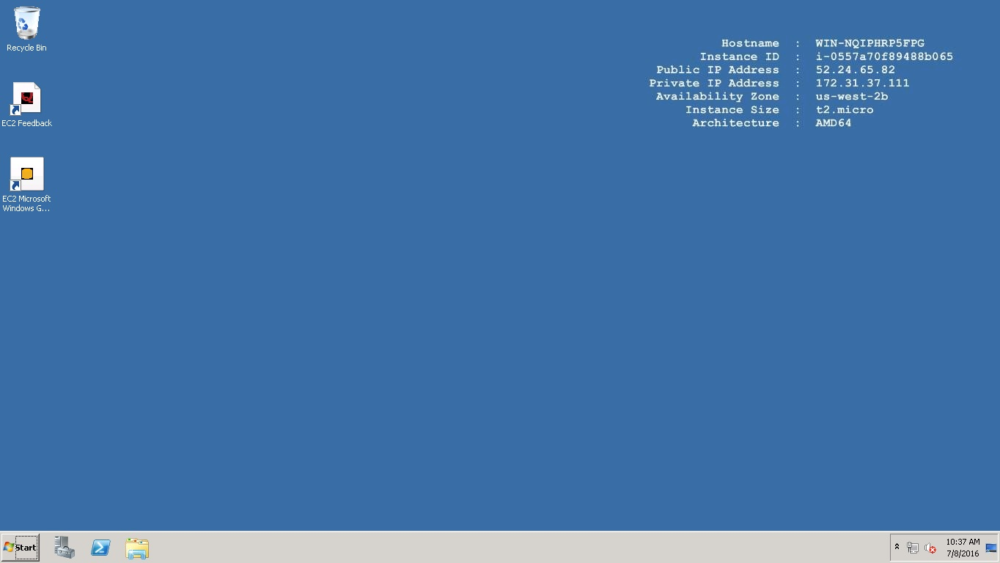 Recycle Bin
EC2 Feedback
EC2 Microsoft
Windows G...
Hostname : WIN-NQIPHRP5FPG
Instance ID : i-0557a70f89488b065
Public IP Address : 52.24.65.82
Private IP Address : 172.31.37.111
Availability Zone : us-west-2b
Instance Size : t2.micro
Architecture : AMD64
Start
10:37 AM
7/8/2016